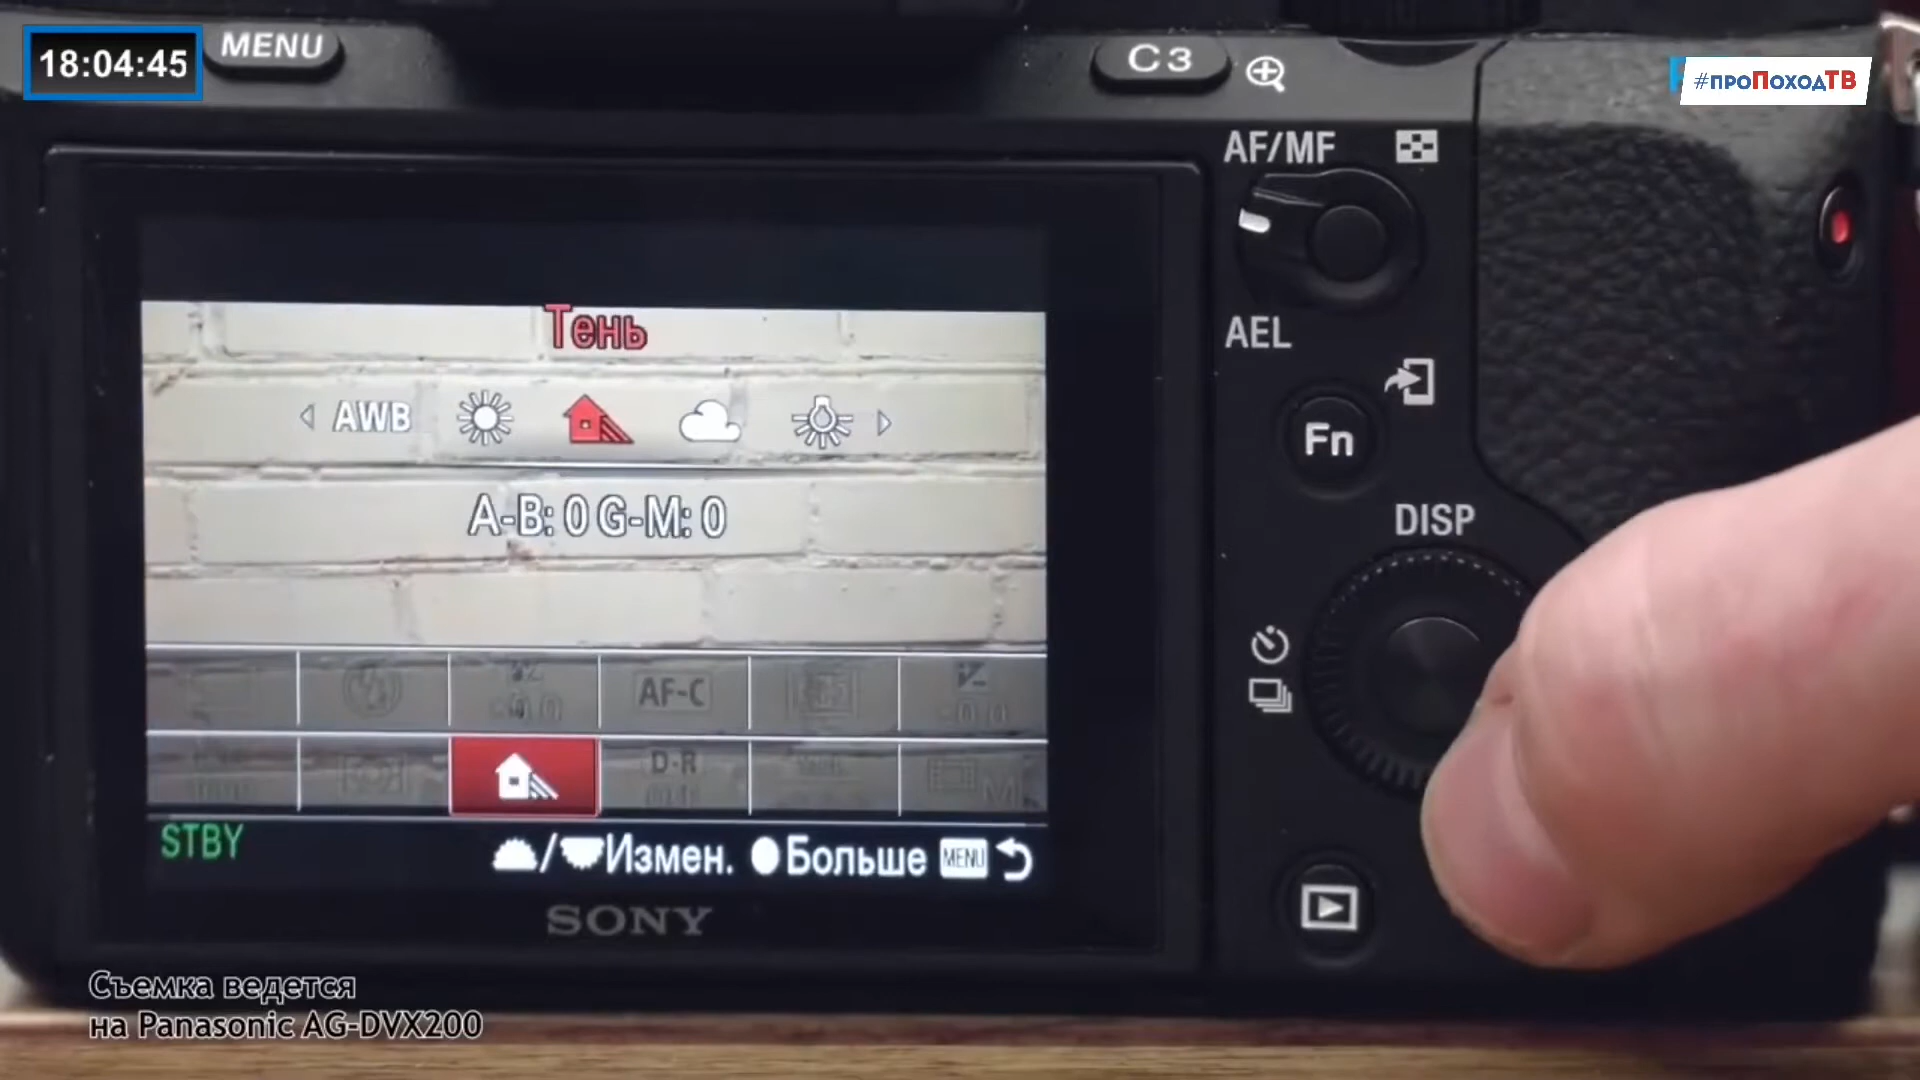 18:04:45
MENU
C3
#проПоходТВ
AF/MF
Тень
AWB
AEL
Fn
A-B: 0 G-M: 0
DISP
AF-C
D-R
STBY
/ Измен. Больше MENU
SONY
Съемка ведется
на Panasonic AG-DVX200